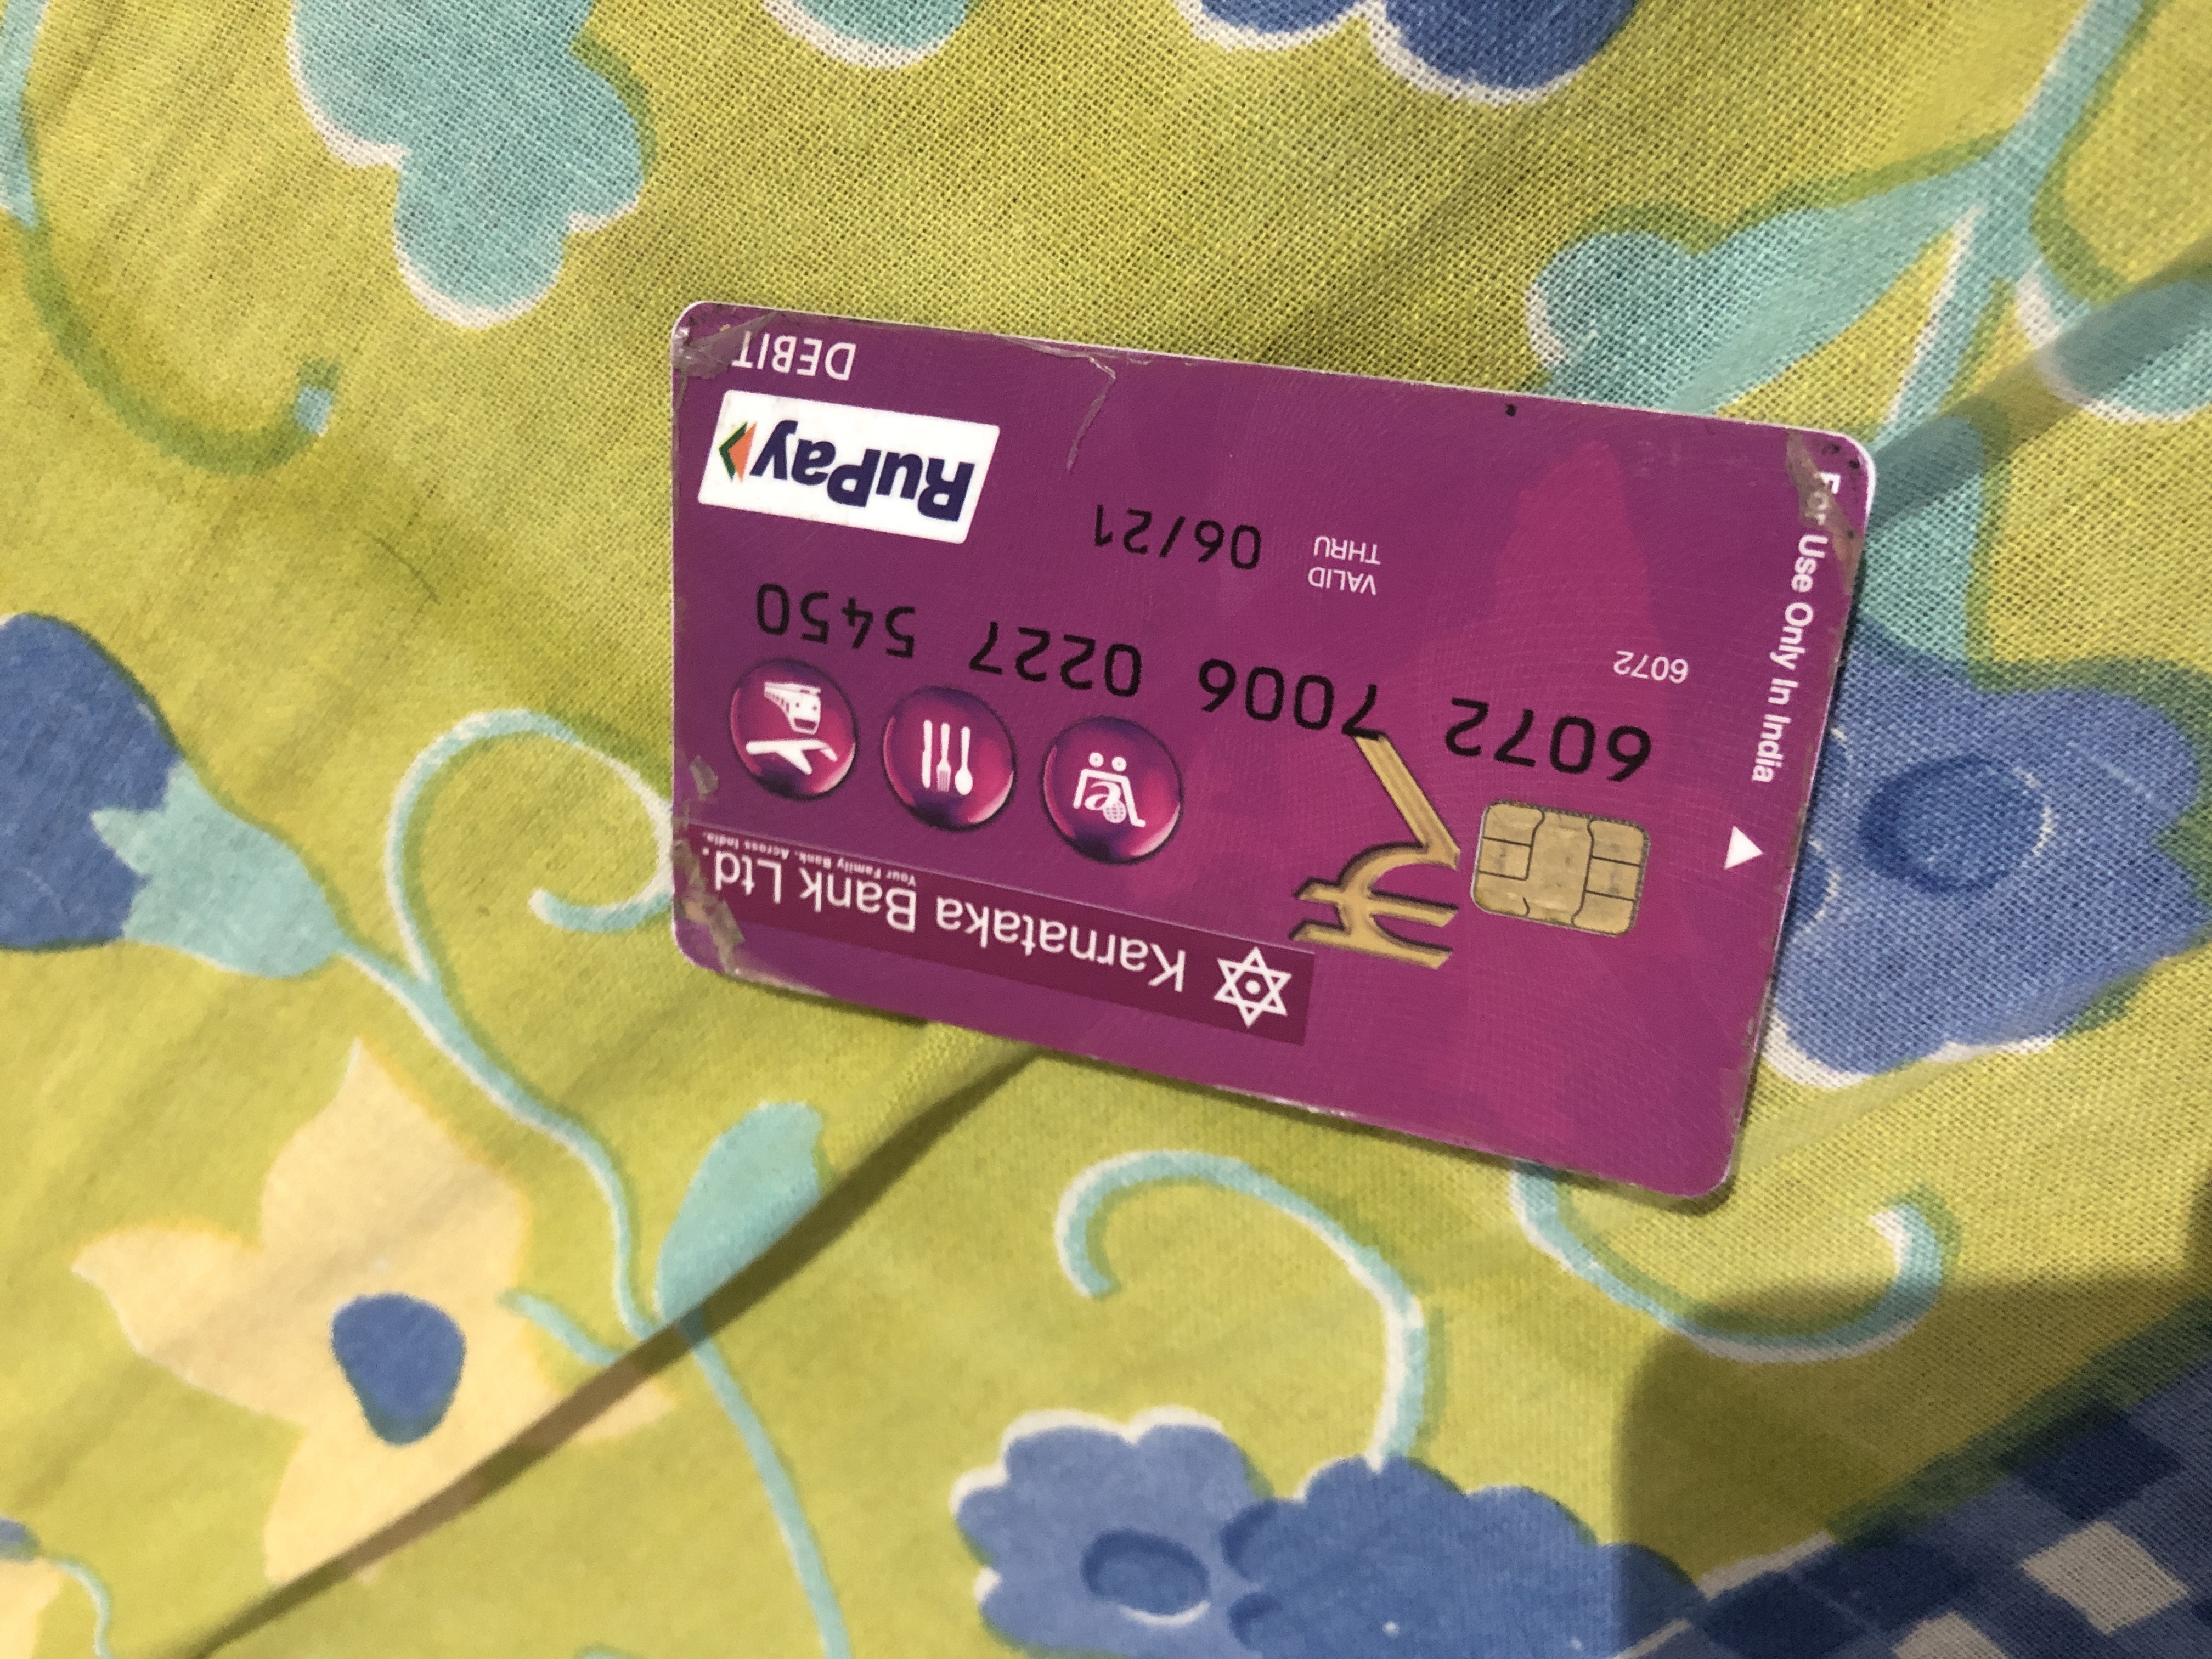 Karnataka Bank Ltd.
Your Family Bank. Across India.
6072 7006 0227 5450
6072
VALID
THRU
06/21
RuPay
DEBIT
For Use Only In India